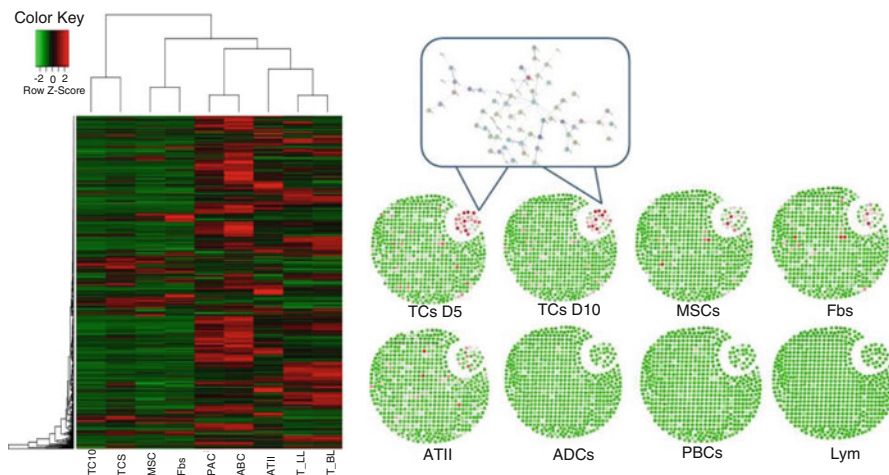 Color Key
-2 0 2
Row Z-Score
TC10
TCS
MSC
Fbs
PAC
ABC
ATII
T_LL
T_BL
TCs D5
TCs D10
MSCs
Fbs
ATII
ADCs
PBCs
Lym